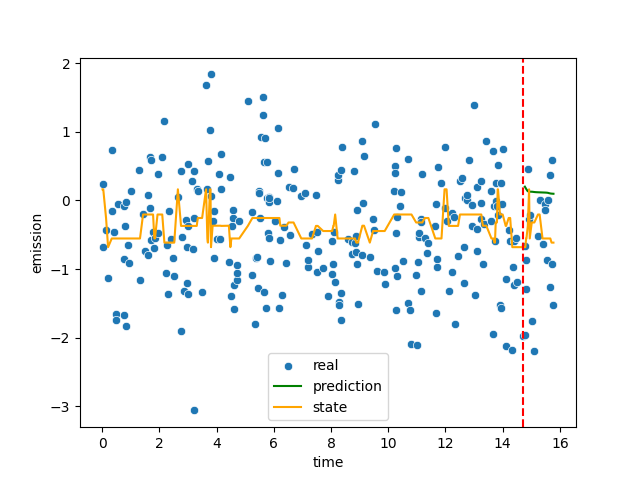 2
1
0
−1
−2
−3
emission
real
prediction
state
0 2 4 6 8 10 12 14 16
time